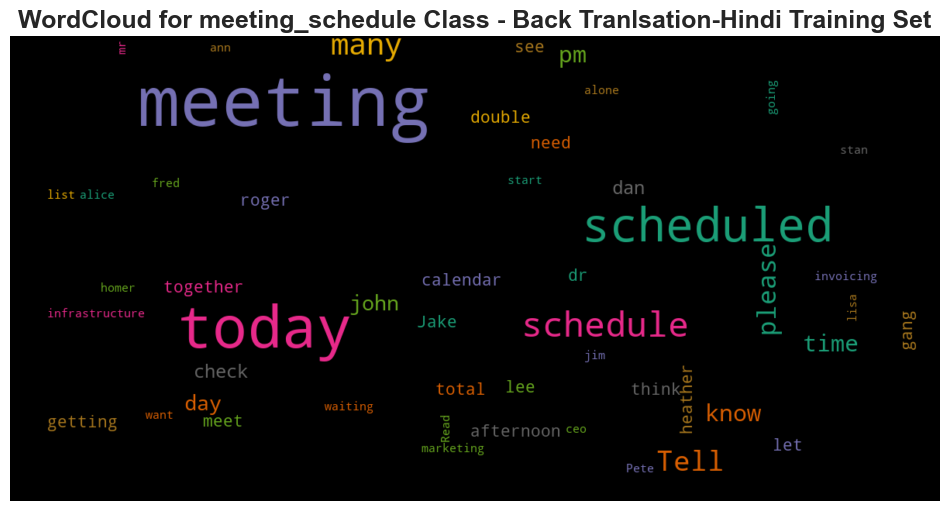 WordCloud for meeting_schedule Class - Back Tranlsation-Hindi Training Set
mr
ann
many
see
pm
meeting
alone
going
double
need
stan
list
alice
fred
roger
start
dan
scheduled
please
homer
together
calendar
dr
invoicing
infrastructure
today
john
Jake
schedule
time
lisa
gang
jim
check
day
total
lee
think
heather
getting
want
meet
waiting
Read
afternoon
ceo
know
marketing
let
Pete
Tell